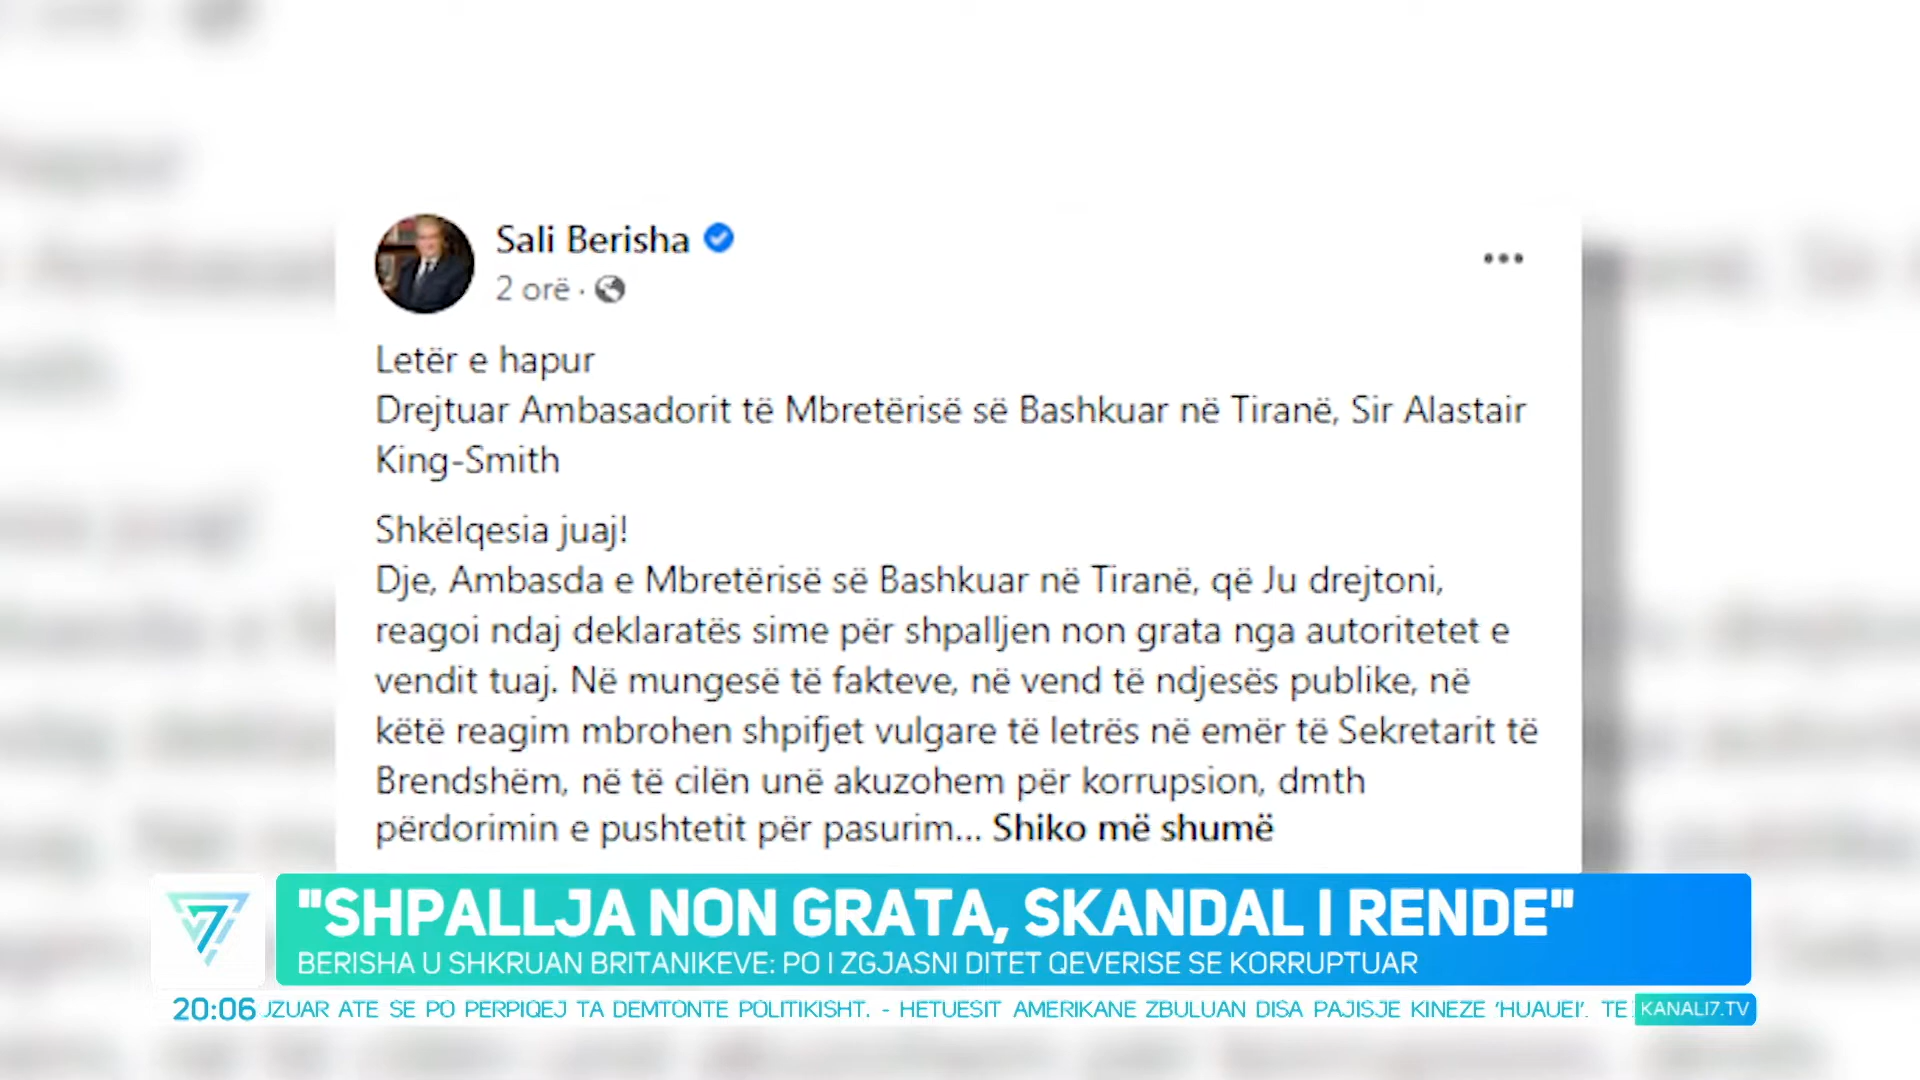 Sali Berisha
2 orë ·
Letër e hapur
Drejtuar Ambasadorit të Mbretërisë së Bashkuar në Tiranë, Sir Alastair
King-Smith
Shkëlqesia juaj!
Dje, Ambasda e Mbretërisë së Bashkuar në Tiranë, që Ju drejtoni,
reagoi ndaj deklaratës sime për shpalljen non grata nga autoritetet e
vendit tuaj. Në mungesë të fakteve, në vend të ndjesës publike, në
këtë reagim mbrohen shpifjet vulgare të letrës në emër të Sekretarit të
Brendshëm, në të cilën unë akuzohem për korrupsion, dmth
përdorimin e pushtetit për pasurim... Shiko më shumë
"SHPALLJA NON GRATA, SKANDAL I RENDE"
BERISHA U SHKRUAN BRITANIKEVE: PO I ZGJASNI DITET QEVERISE SE KORRUPTUAR
20:06 UZUAR ATE SE PO PERPIQEJ TA DEMTONTE POLITIKISHT. - HETUESIT AMERIKANE ZBULUAN DISA PAJISJE KINEZE 'HUAUEI'. TE KANALI7.TV